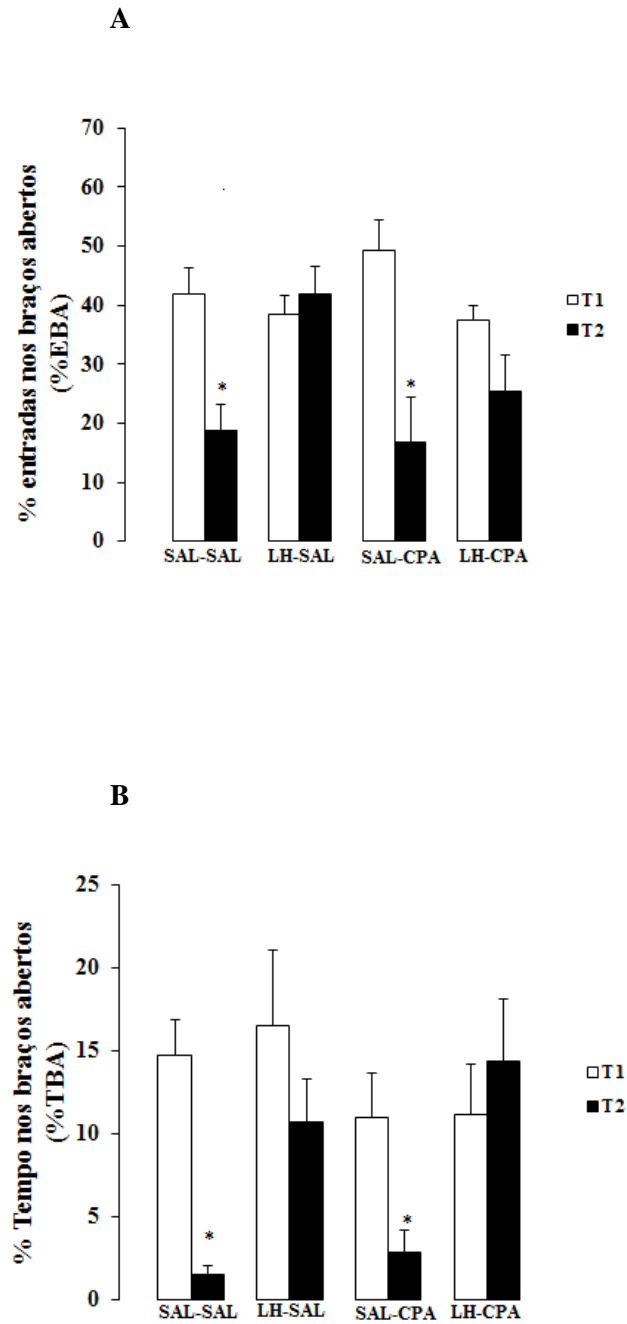 A
% entradas nos braços abertos
(%EBA)
70
60
50
40
30
20
10
0
*
*
SAL-SAL
LH-SAL
SAL-CPA
LH-CPA
T1
T2
B
% Tempo nos braços abertos
(%TBA)
25
20
15
10
5
0
*
*
SAL-SAL
LH-SAL
SAL-CPA
LH-CPA
T1
T2